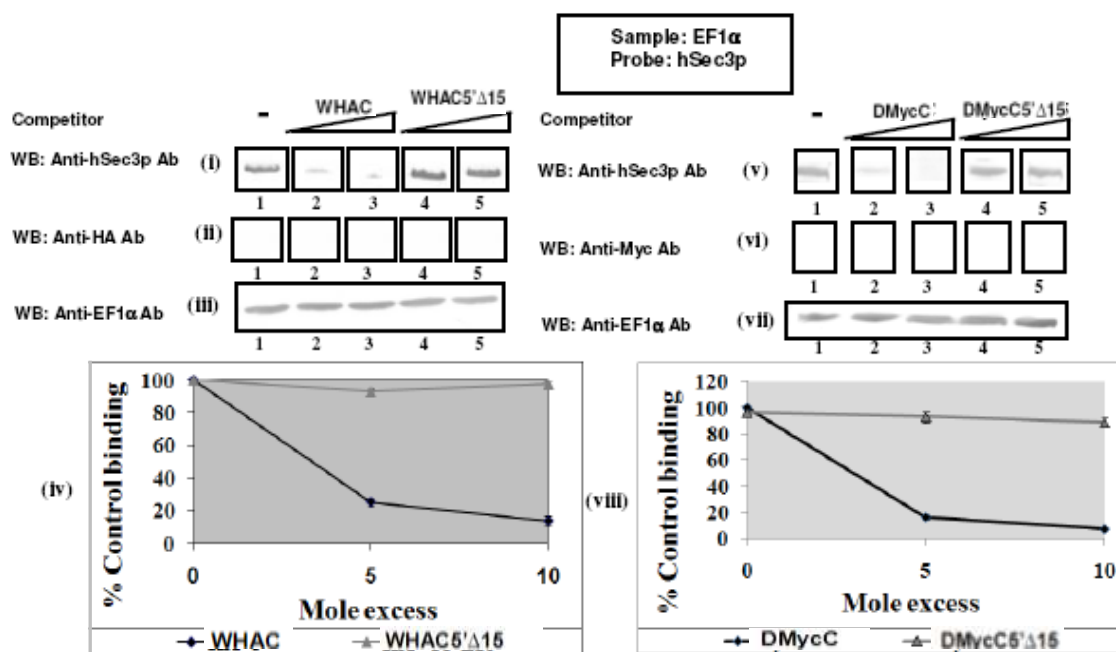 Sample: EF1α
Probe: hSec3p
Competitor - WHAC WHAC5'Δ15
WB: Anti-hSec3p Ab (i)
1 2 3 4 5
WB: Anti-HA Ab (ii)
1 2 3 4 5
WB: Anti-EF1α Ab (iii)
1 2 3 4 5
Competitor - DMycC DMycC5'Δ15
WB: Anti-hSec3p Ab (v)
1 2 3 4 5
WB: Anti-Myc Ab (vi)
1 2 3 4 5
WB: Anti-EF1α Ab (vii)
1 2 3 4 5
(iv)
% Control binding
100
80
60
40
20
0
0 5 10
Mole excess
WHAC WHAC5'Δ15
(viii)
% Control binding
120
100
80
60
40
20
0
0 5 10
Mole excess
DMycC DMycC5'Δ15